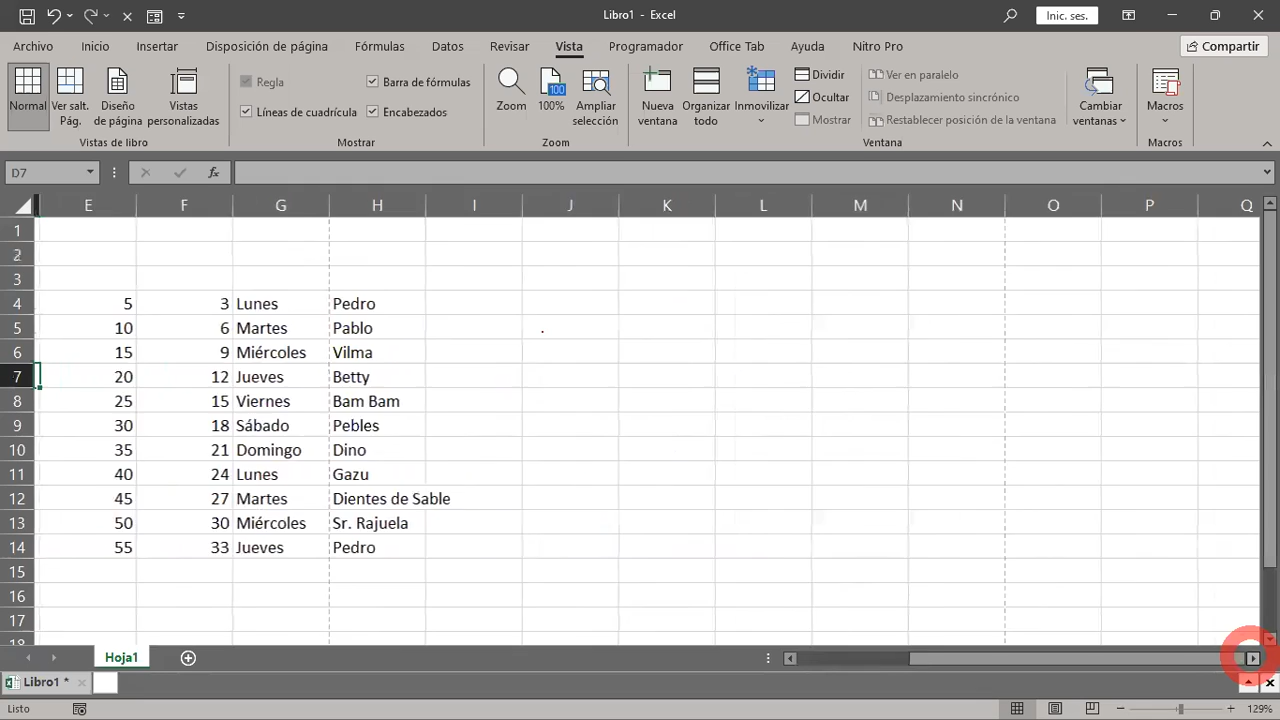 Libro1 - Excel
Inic. ses.
Archivo Inicio Insertar Disposición de página Fórmulas Datos Revisar Vista Programador Office Tab Ayuda Nitro Pro Compartir
Normal
Ver salt. Pág.
Diseño de página
Vistas personalizadas
Vistas de libro
Regla
Barra de fórmulas
Líneas de cuadrícula
Encabezados
Mostrar
Zoom
100
100%
Ampliar selección
Zoom
Nueva ventana
Organizar todo
Inmovilizar
Dividir
Ocultar
Mostrar
Ver en paralelo
Desplazamiento sincrónico
Restablecer posición de la ventana
Cambiar ventanas
Ventana
Macros
Macros
D7 fx
E F G H I J K L M N O P Q
1
2
3
4 5 3 Lunes Pedro
5 10 6 Martes Pablo .
6 15 9 Miércoles Vilma
7 20 12 Jueves Betty
8 25 15 Viernes Bam Bam
9 30 18 Sábado Pebles
10 35 21 Domingo Dino
11 40 24 Lunes Gazu
12 45 27 Martes Dientes de Sable
13 50 30 Miércoles Sr. Rajuela
14 55 33 Jueves Pedro
15
16
17
18
Hoja1
Libro1 *
Listo 129%